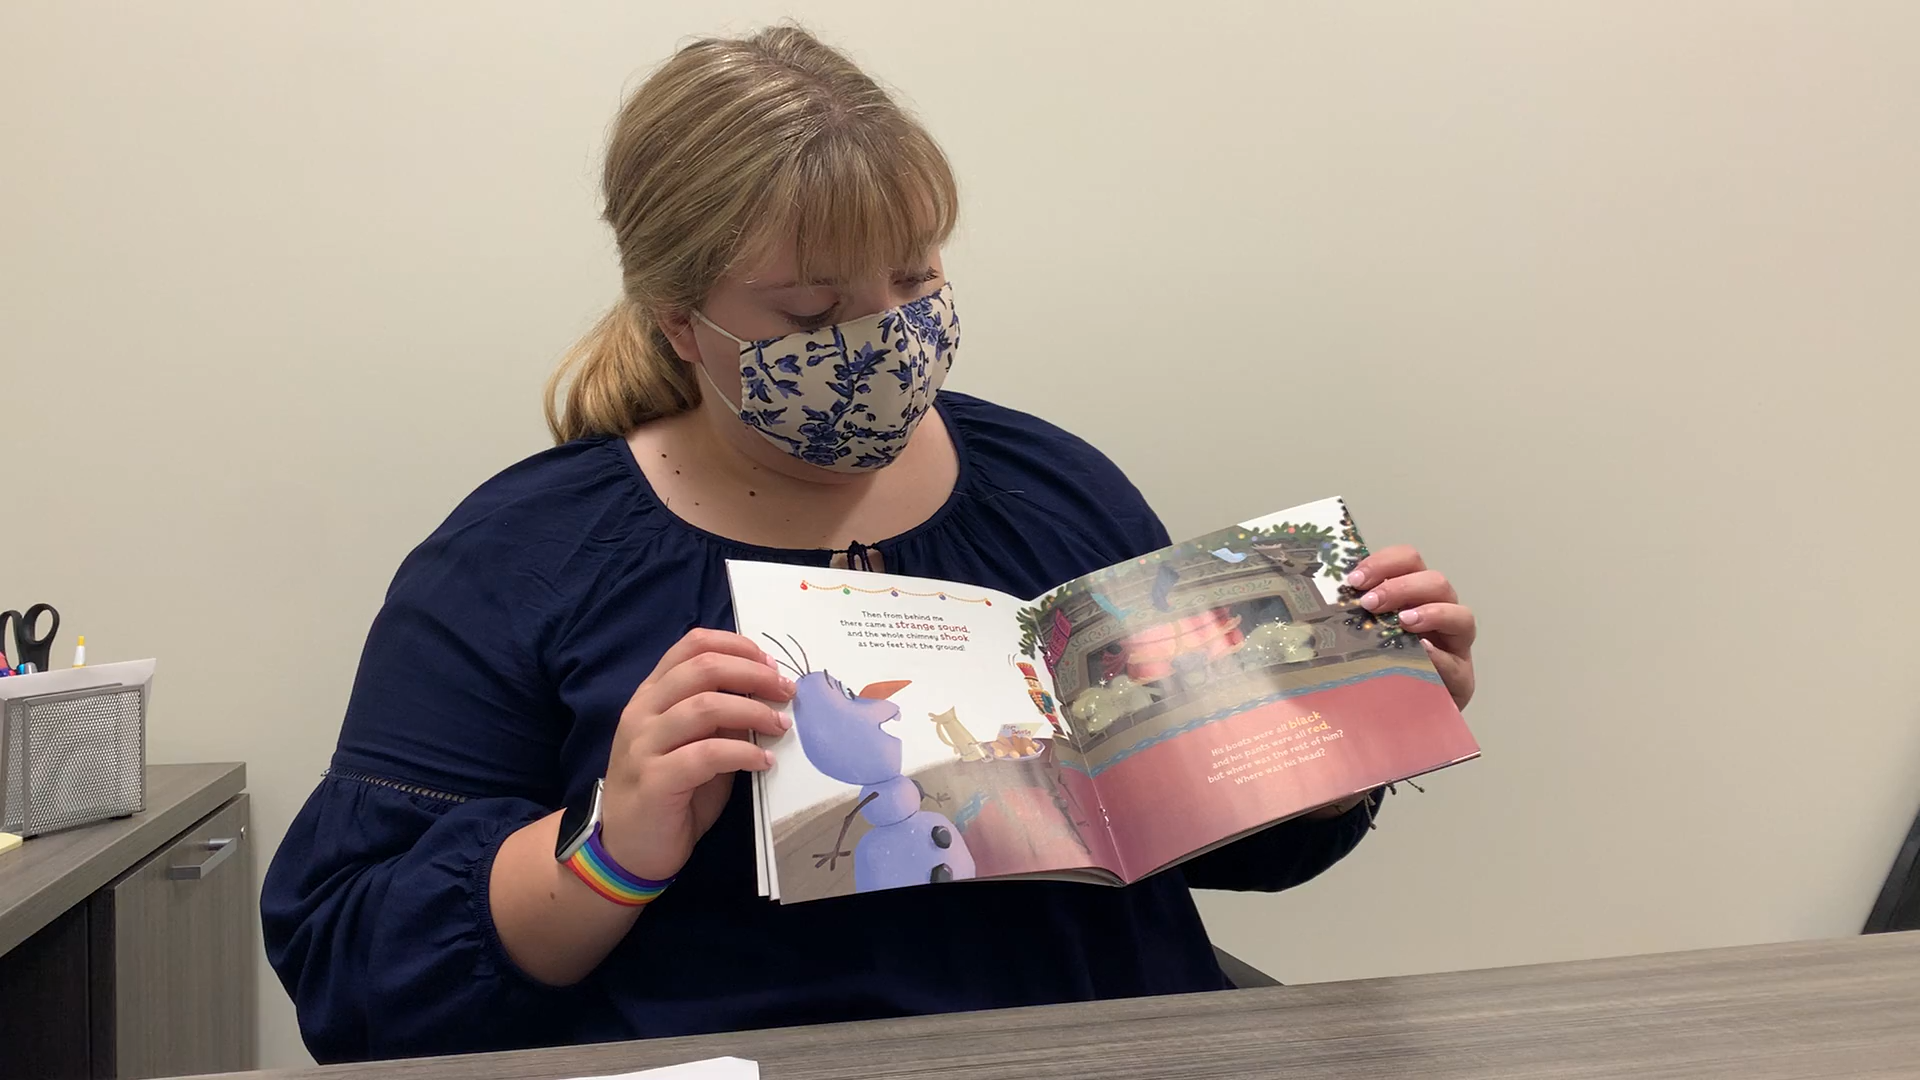 Then from behind me
there came a strange sound,
and the whole chimney shook
as two feet hit the ground!
His boots were all black,
and his pants were all red,
but where was the rest of him?
Where was his head?